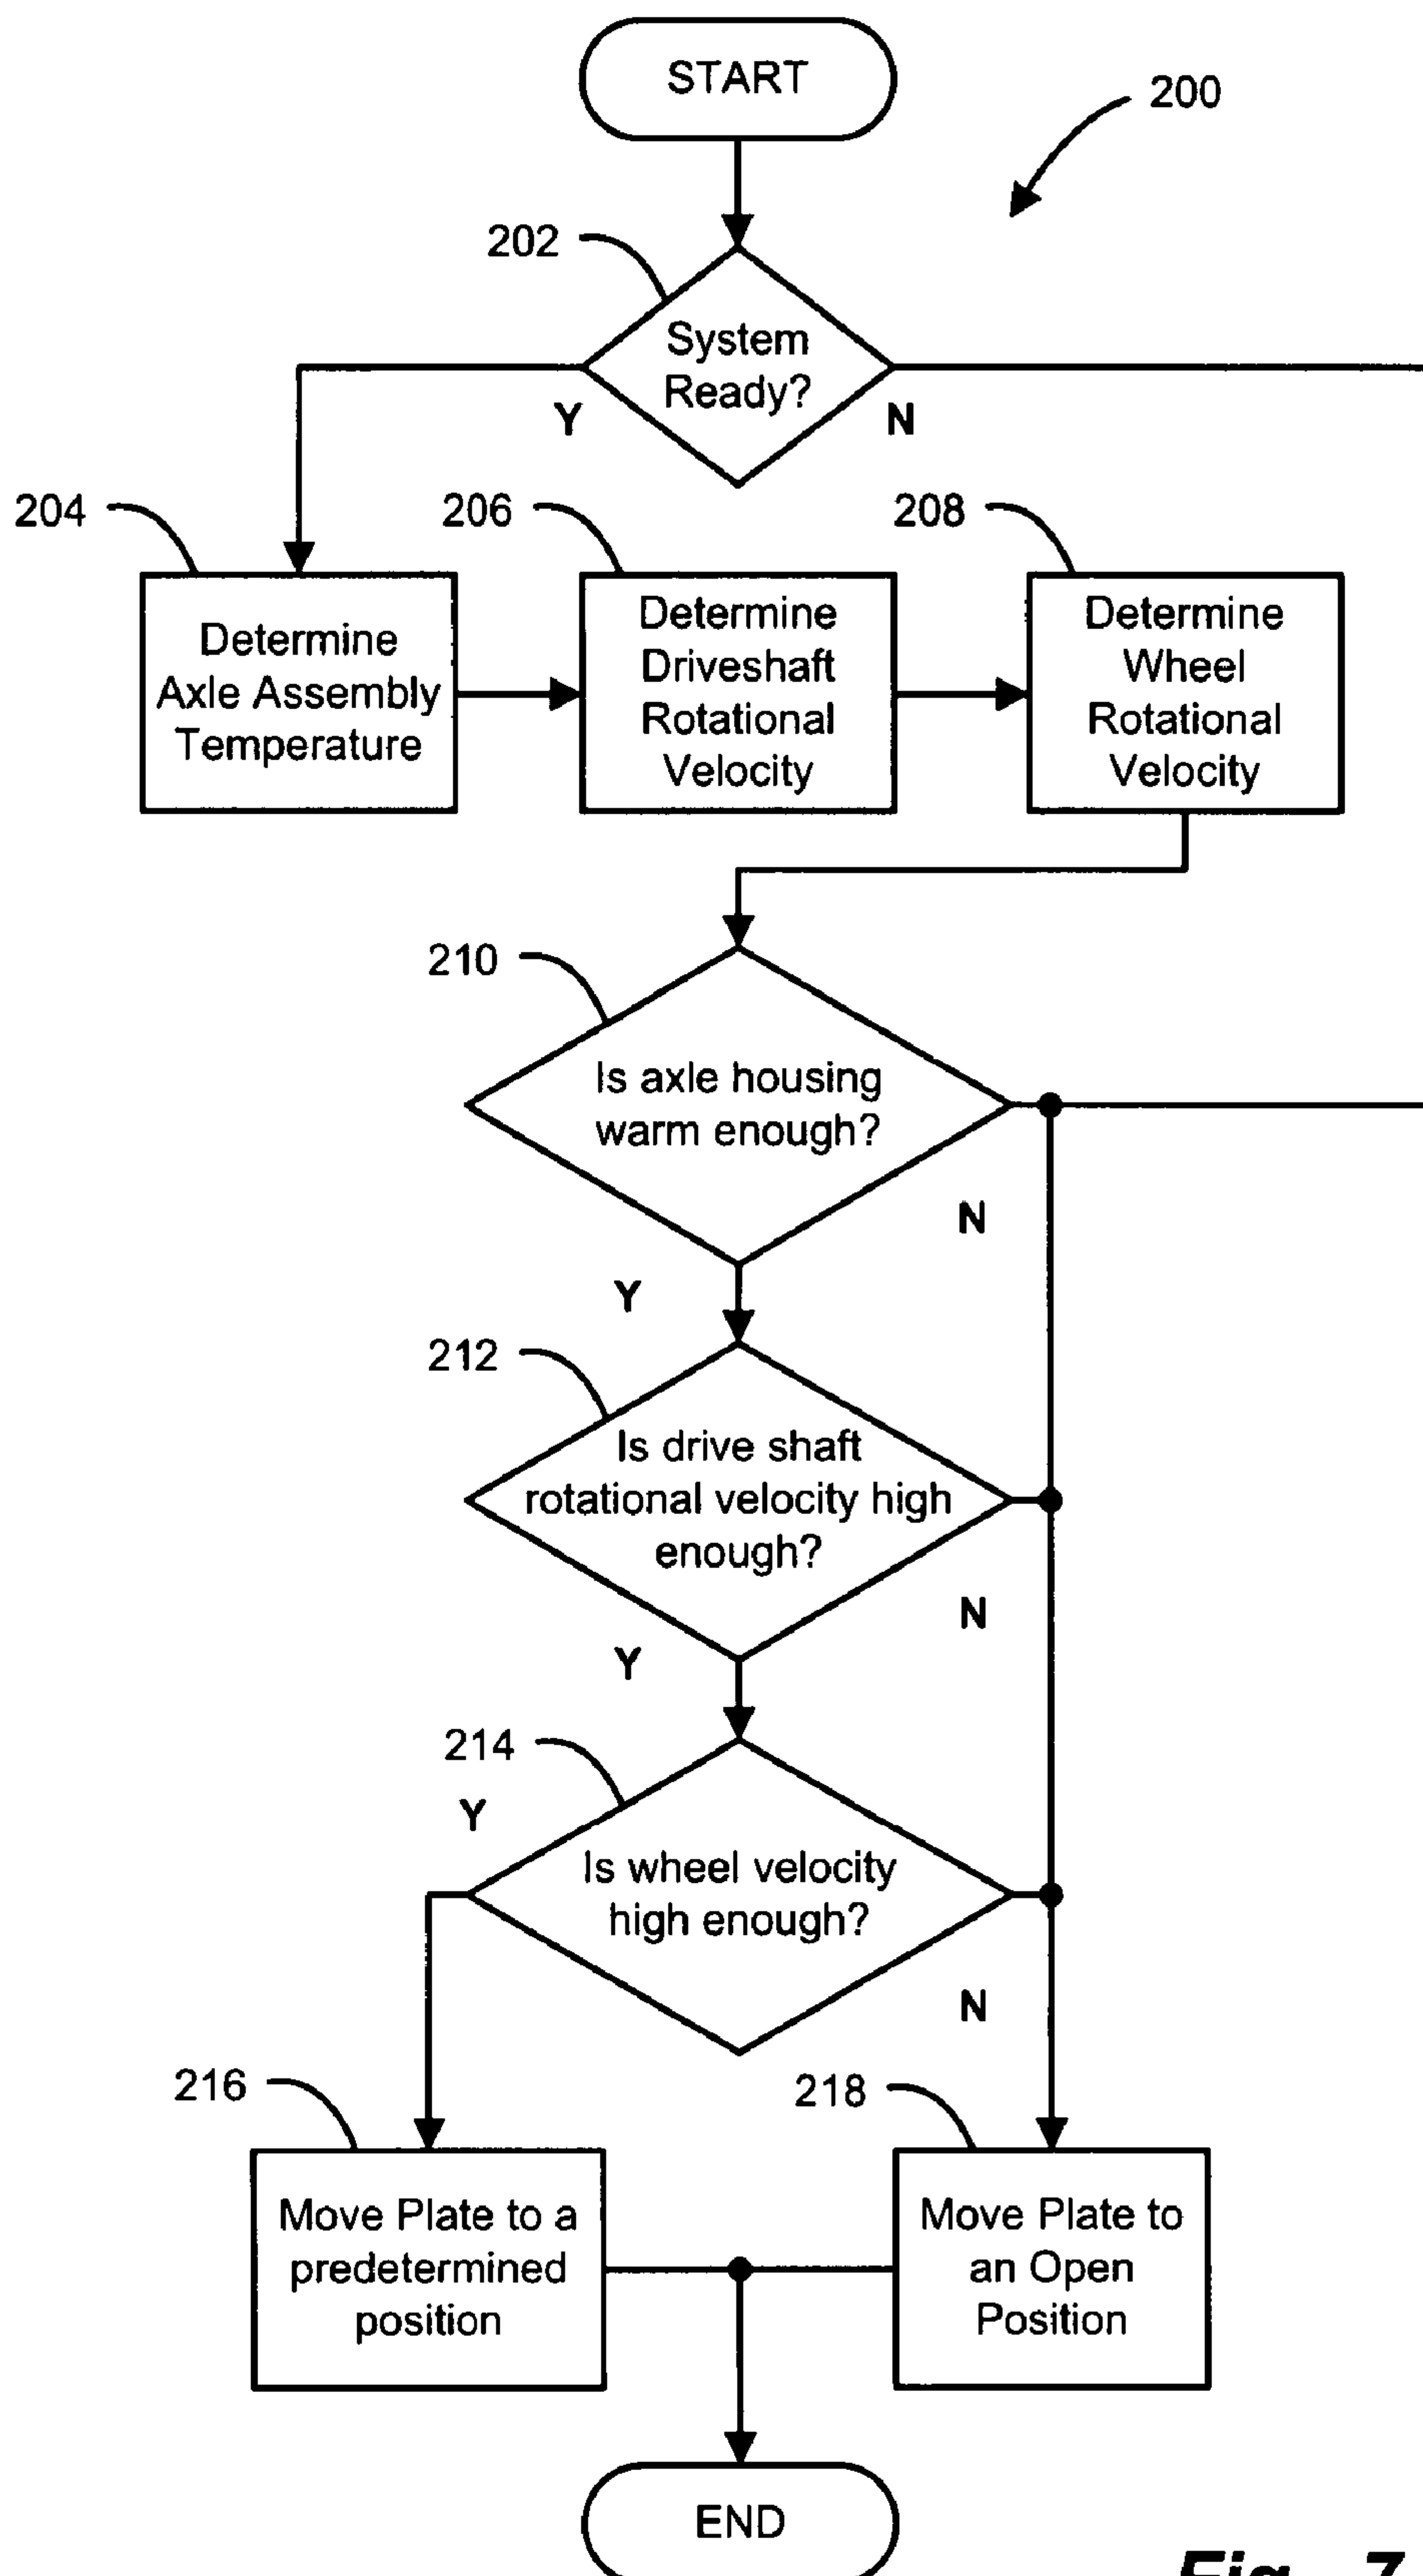 START
200
202
System
Ready?
Y
N
204
206
208
Determine
Axle Assembly
Temperature
Determine
Driveshaft
Rotational
Velocity
Determine
Wheel
Rotational
Velocity
210
Is axle housing
warm enough?
N
Y
212
Is drive shaft
rotational velocity high
enough?
N
Y
214
Y
Is wheel velocity
high enough?
N
216
218
Move Plate to a
predetermined
position
Move Plate to
an Open
Position
END
Fig. 7